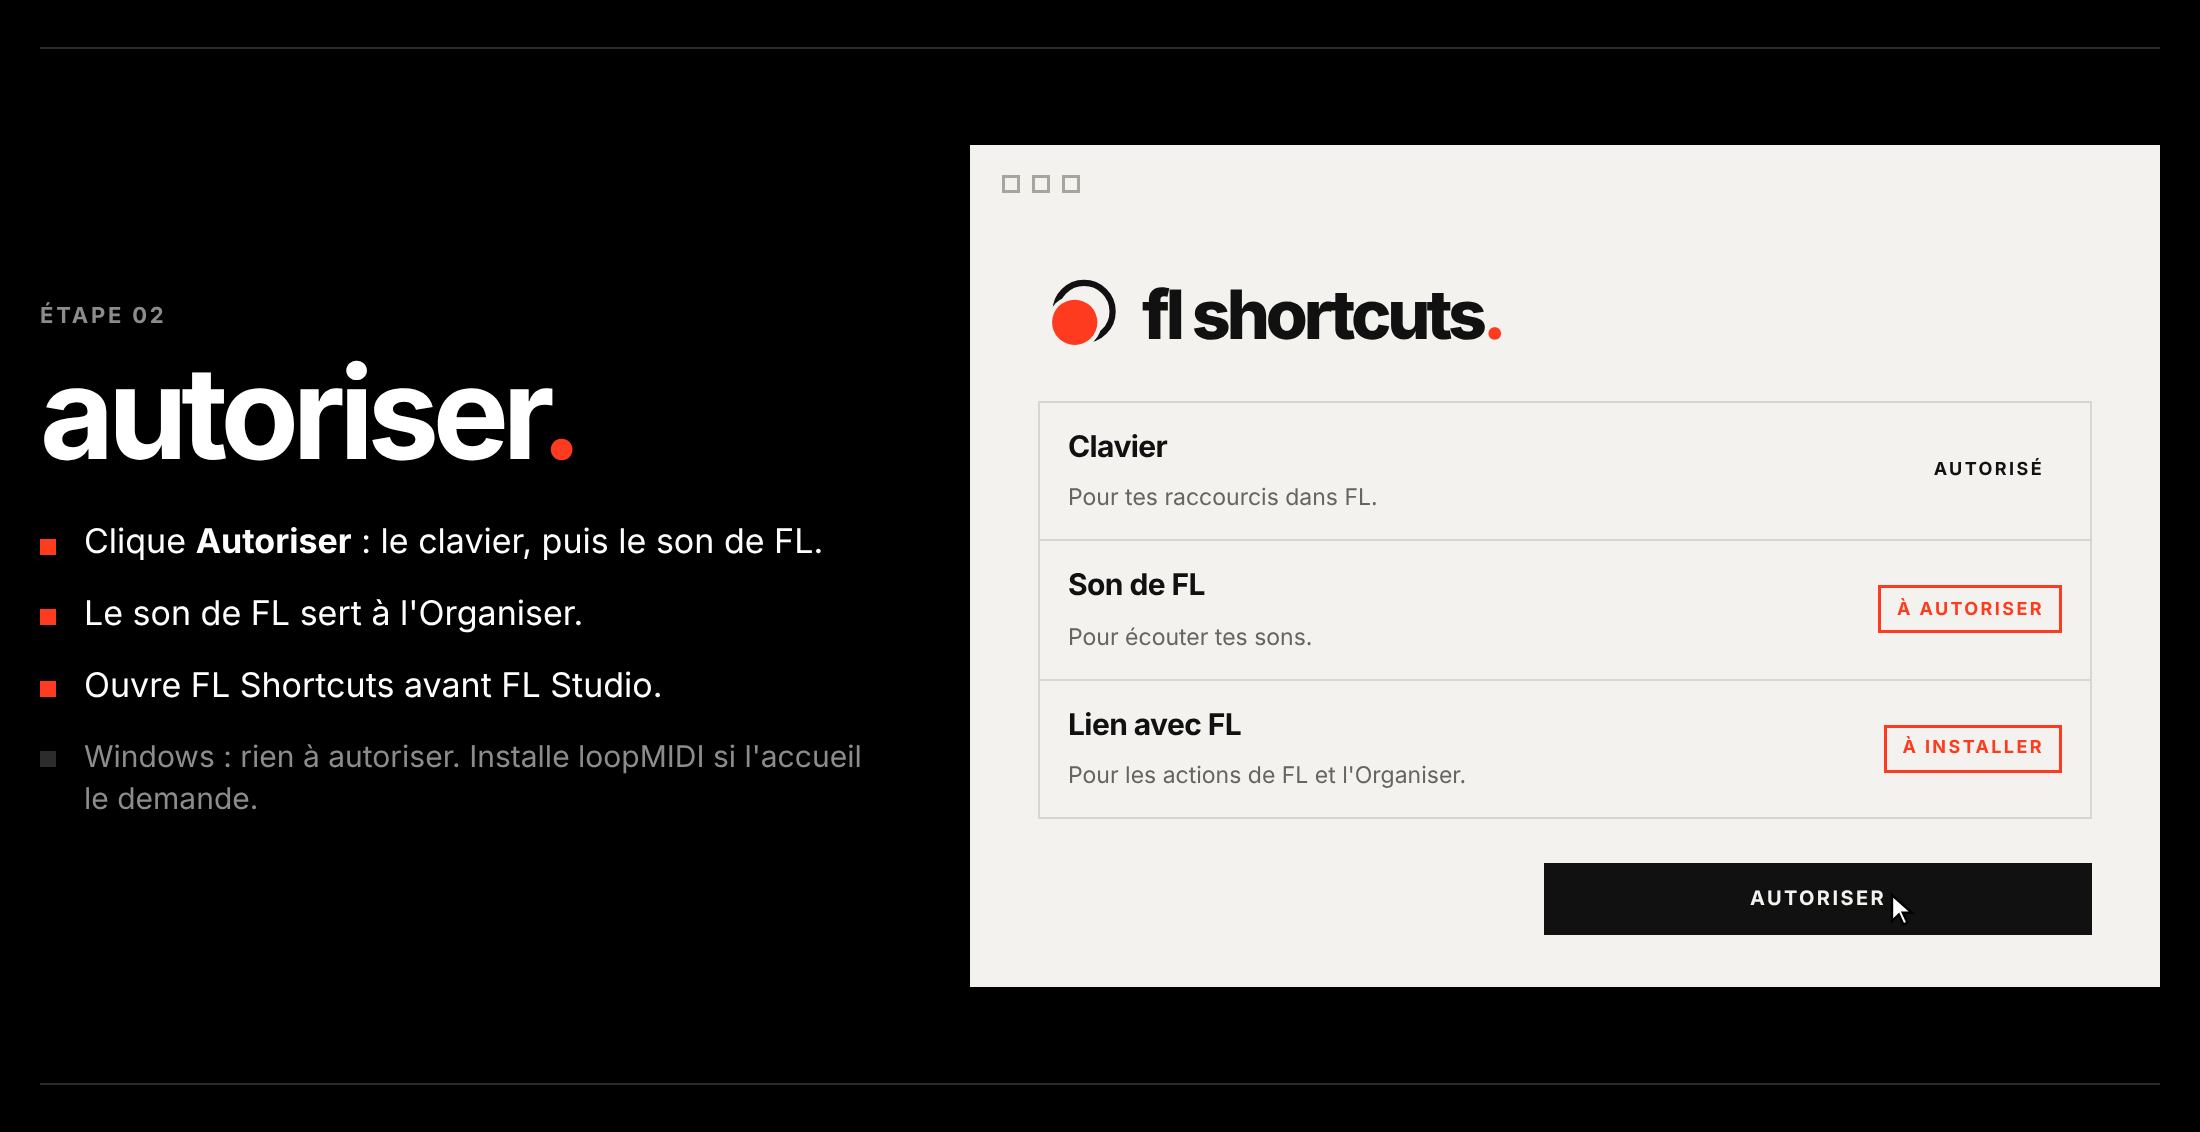 ÉTAPE 02
autoriser.
Clique Autoriser : le clavier, puis le son de FL.
Le son de FL sert à l'Organiser.
Ouvre FL Shortcuts avant FL Studio.
Windows : rien à autoriser. Installe loopMIDI si l'accueil
le demande.
fl shortcuts.
Clavier
Pour tes raccourcis dans FL.
AUTORISÉ
Son de FL
Pour écouter tes sons.
À AUTORISER
Lien avec FL
Pour les actions de FL et l'Organiser.
À INSTALLER
AUTORISER